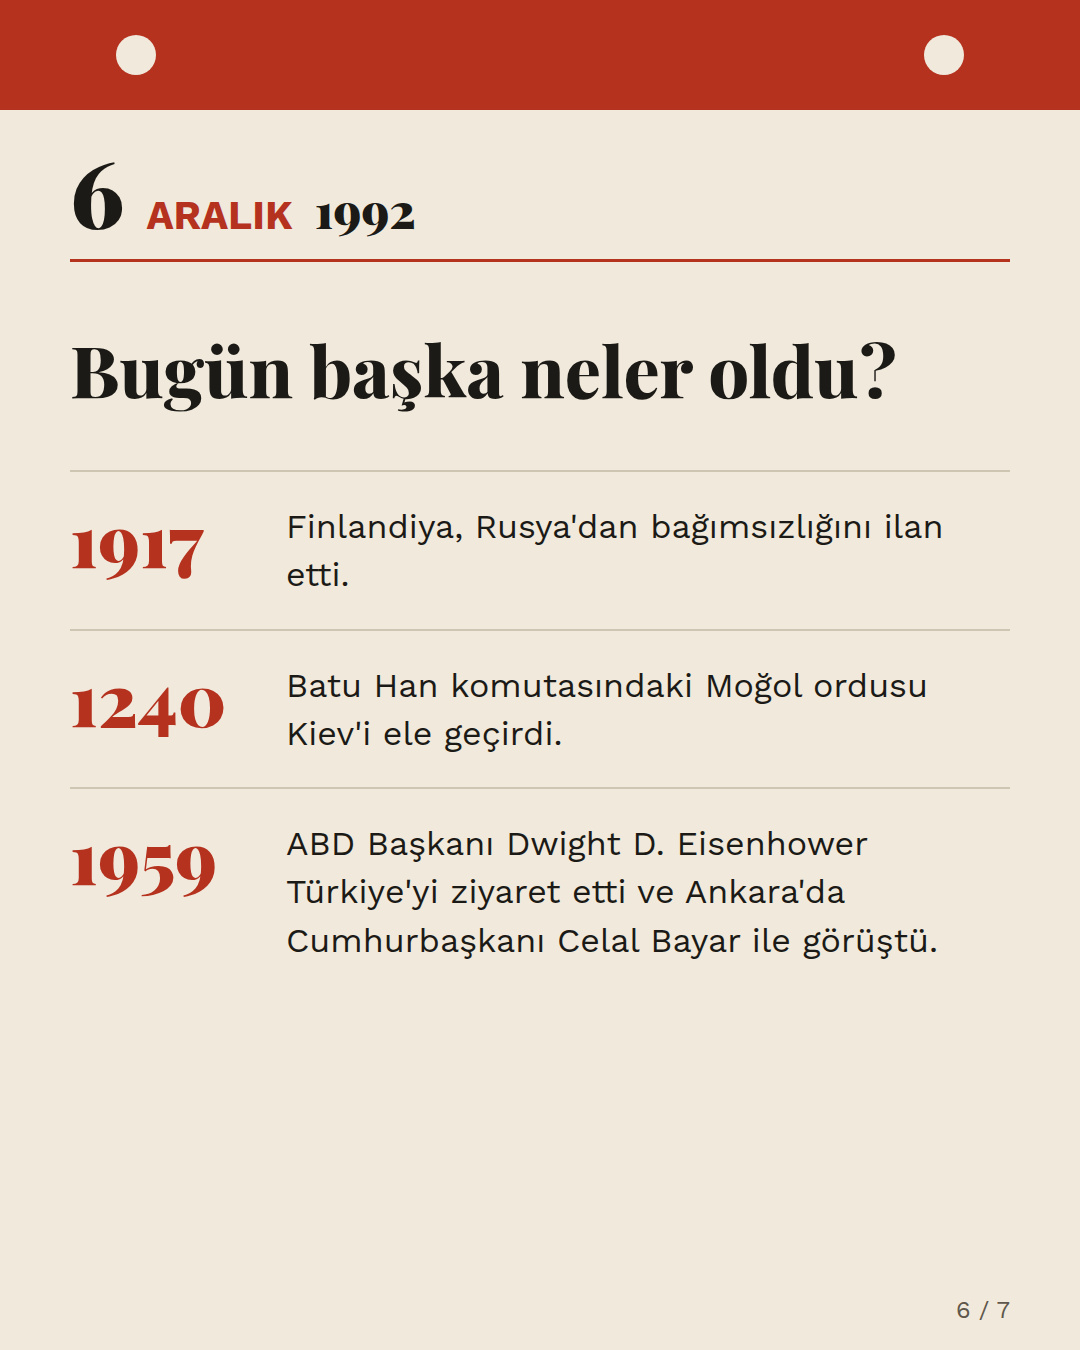 6 ARALIK 1992
Bugün başka neler oldu?
1917 Finlandiya, Rusya'dan bağımsızlığını ilan
etti.
1240 Batu Han komutasındaki Moğol ordusu
Kiev'i ele geçirdi.
1959 ABD Başkanı Dwight D. Eisenhower
Türkiye'yi ziyaret etti ve Ankara'da
Cumhurbaşkanı Celal Bayar ile görüştü.
6 / 7